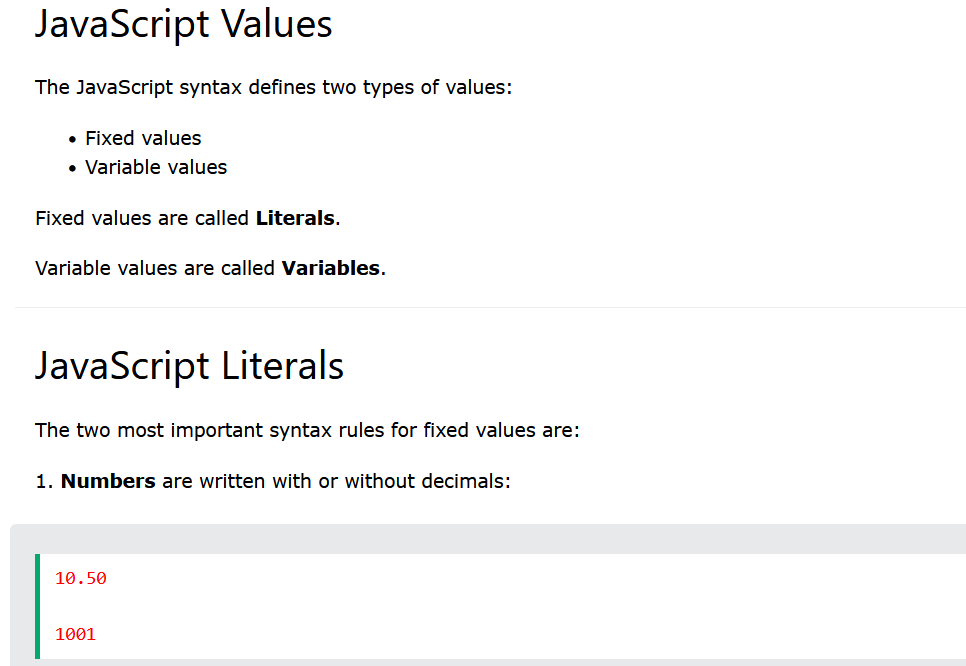 JavaScript Values
The JavaScript syntax defines two types of values:
• Fixed values
• Variable values
Fixed values are called Literals.
Variable values are called Variables.
JavaScript Literals
The two most important syntax rules for fixed values are:
1. Numbers are written with or without decimals:
10.50
1001